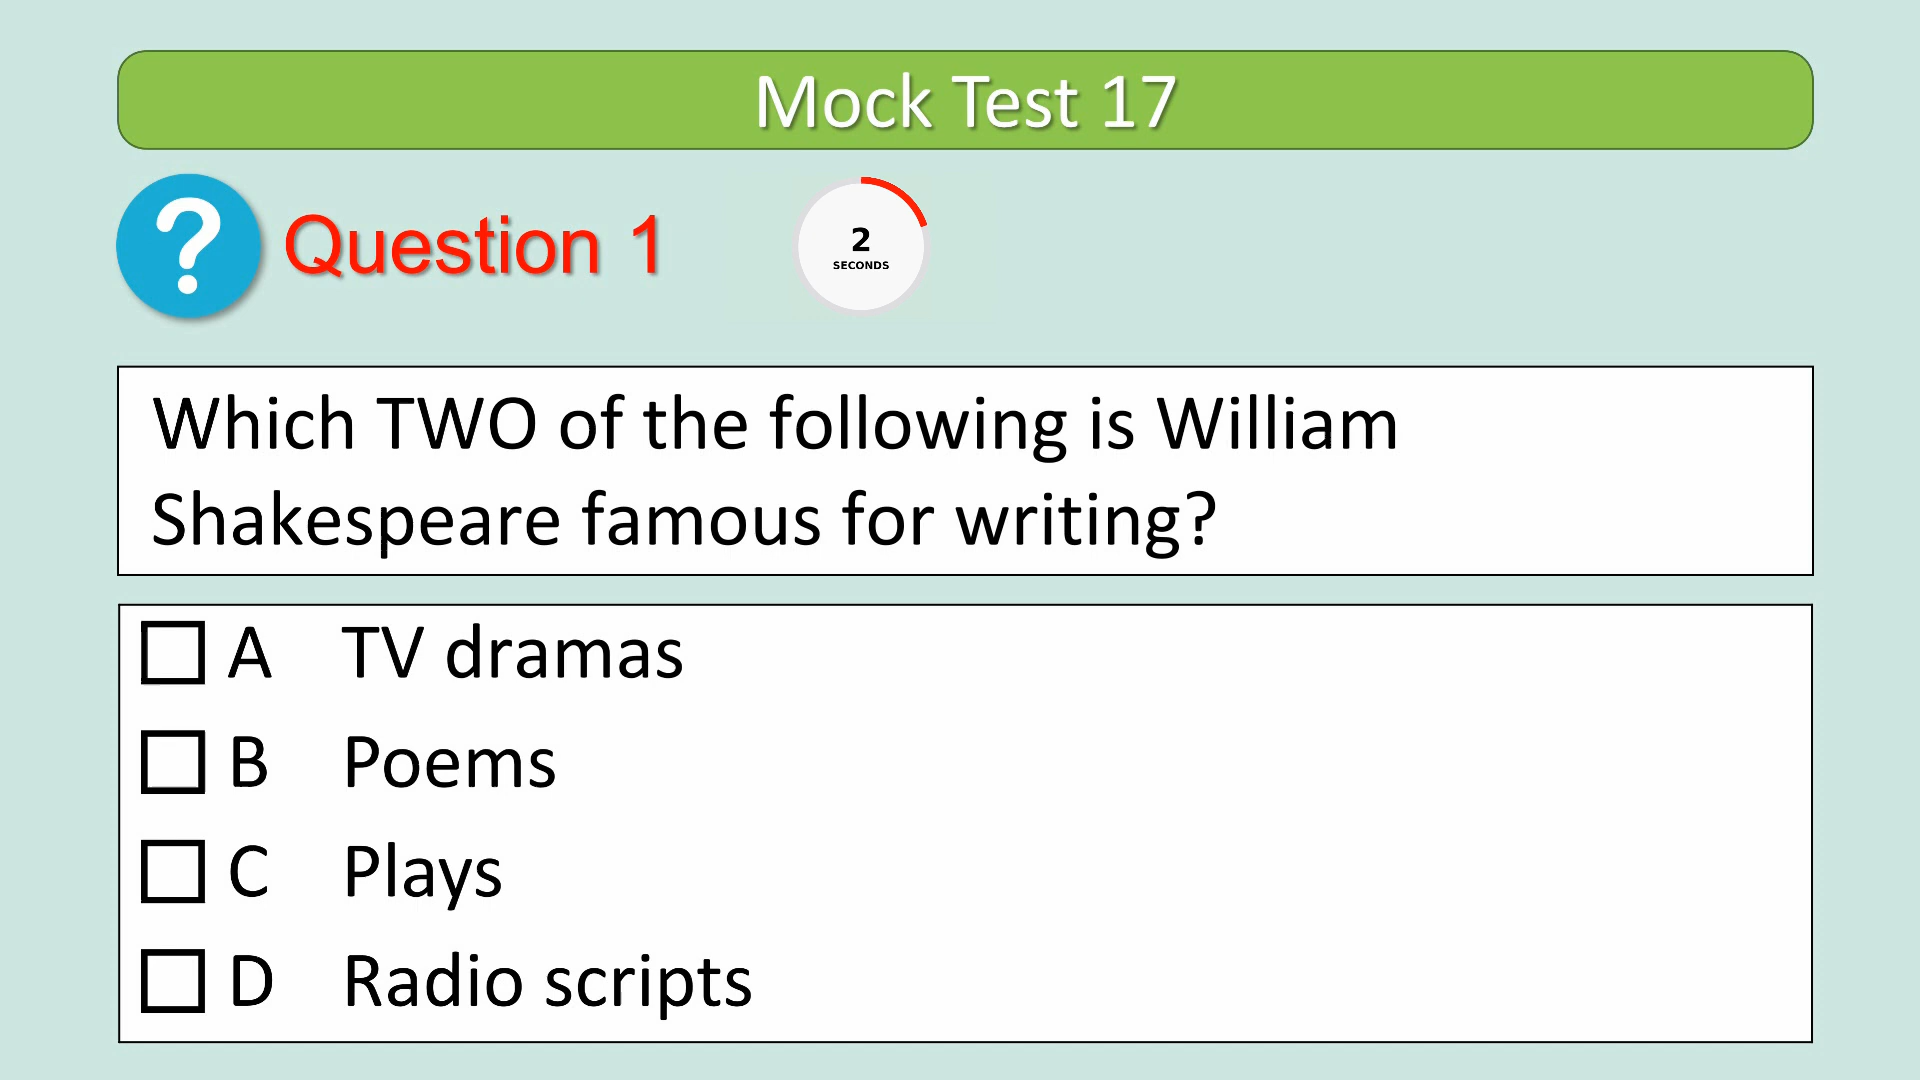 Mock Test 17
?
Question 1
2
SECONDS
Which TWO of the following is William
Shakespeare famous for writing?
A TV dramas
B Poems
C Plays
D Radio scripts